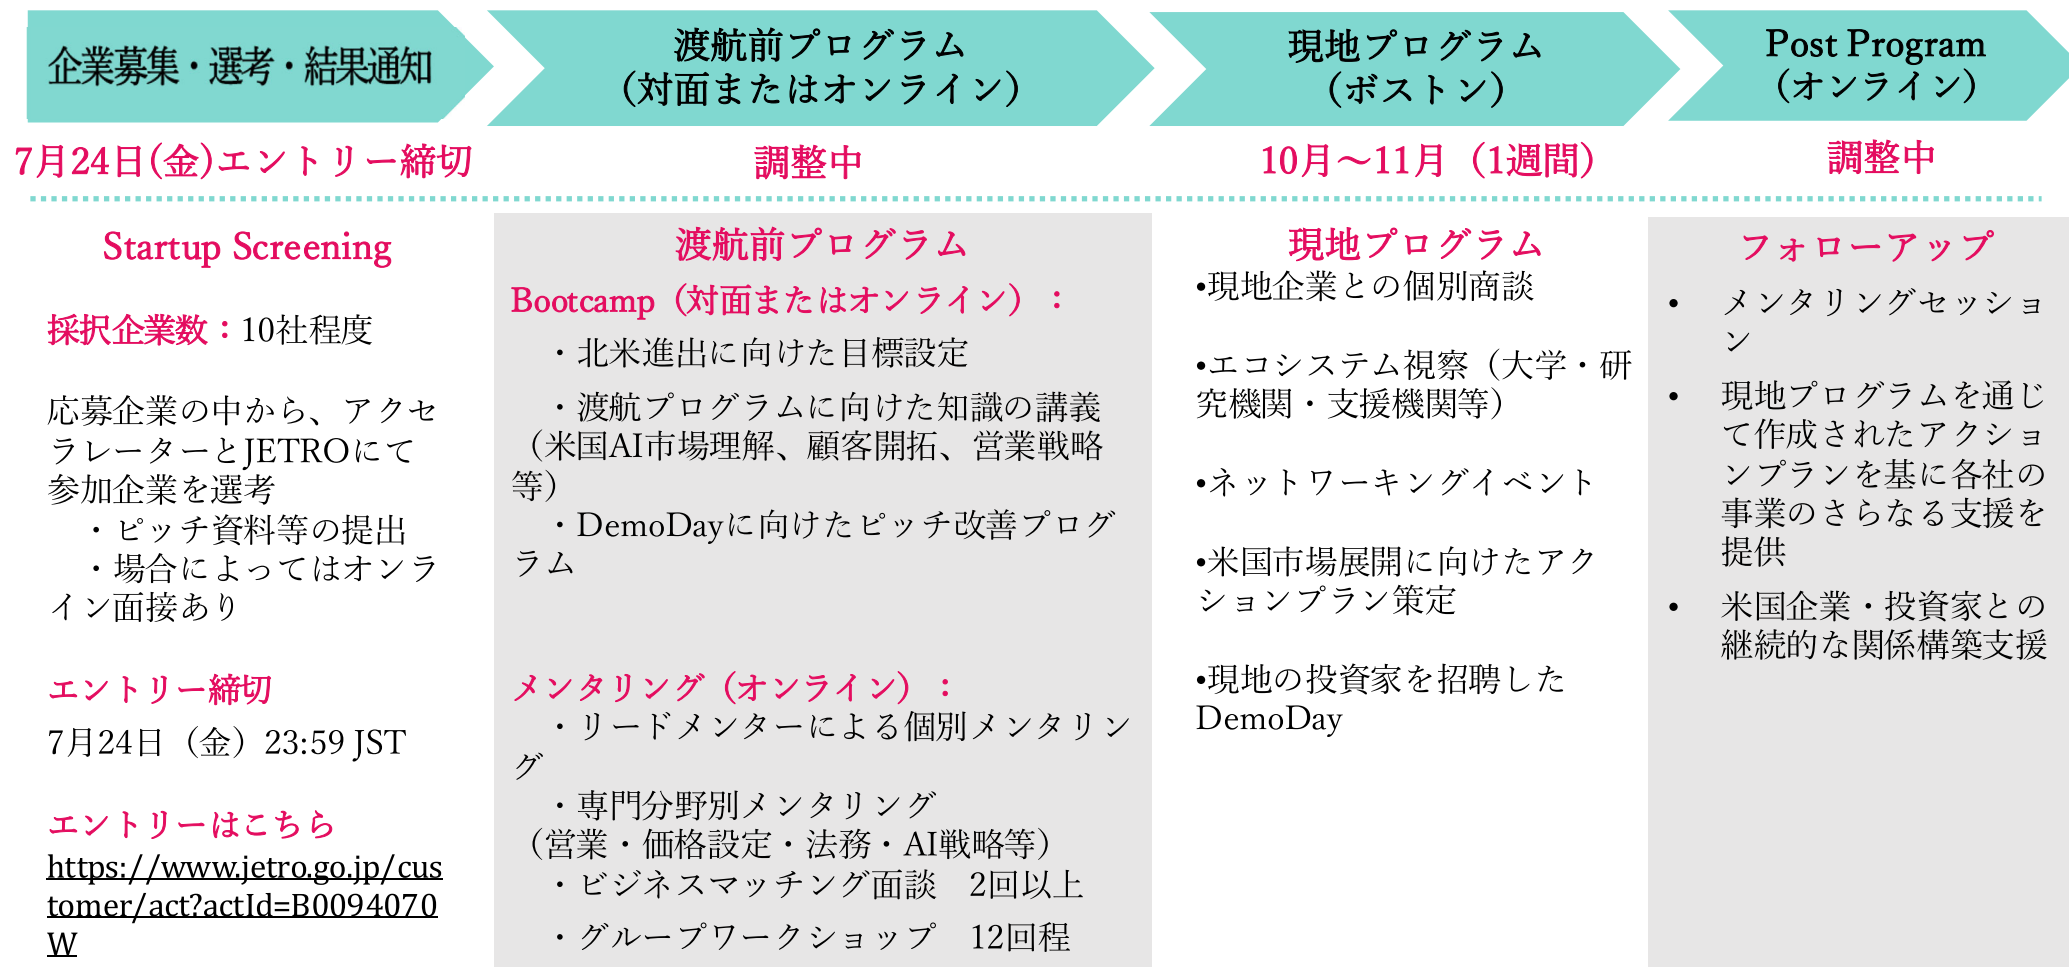 企業募集・選考・結果通知
渡航前プログラム
（対面またはオンライン）
現地プログラム
（ボストン）
Post Program
（オンライン）
7月24日(金)エントリー締切
調整中
10月～11月（1週間）
調整中
Startup Screening
採択企業数：10社程度
応募企業の中から、アクセ
ラレーターとJETROにて
参加企業を選考
・ピッチ資料等の提出
・場合によってはオンラ
イン面接あり
エントリー締切
7月24日（金）23:59 JST
エントリーはこちら
https://www.jetro.go.jp/cus
tomer/act?actId=B0094070
W
渡航前プログラム
Bootcamp（対面またはオンライン）：
・北米進出に向けた目標設定
・渡航プログラムに向けた知識の講義
（米国AI市場理解、顧客開拓、営業戦略
等）
・DemoDayに向けたピッチ改善プログ
ラム
メンタリング（オンライン）：
・リードメンターによる個別メンタリン
グ
・専門分野別メンタリング
（営業・価格設定・法務・AI戦略等）
・ビジネスマッチング面談　2回以上
・グループワークショップ　12回程
現地プログラム
•現地企業との個別商談
•エコシステム視察（大学・研
究機関・支援機関等）
•ネットワーキングイベント
•米国市場展開に向けたアク
ションプラン策定
•現地の投資家を招聘した
DemoDay
フォローアップ
• メンタリングセッショ
ン
• 現地プログラムを通じ
て作成されたアクショ
ンプランを基に各社の
事業のさらなる支援を
提供
• 米国企業・投資家との
継続的な関係構築支援